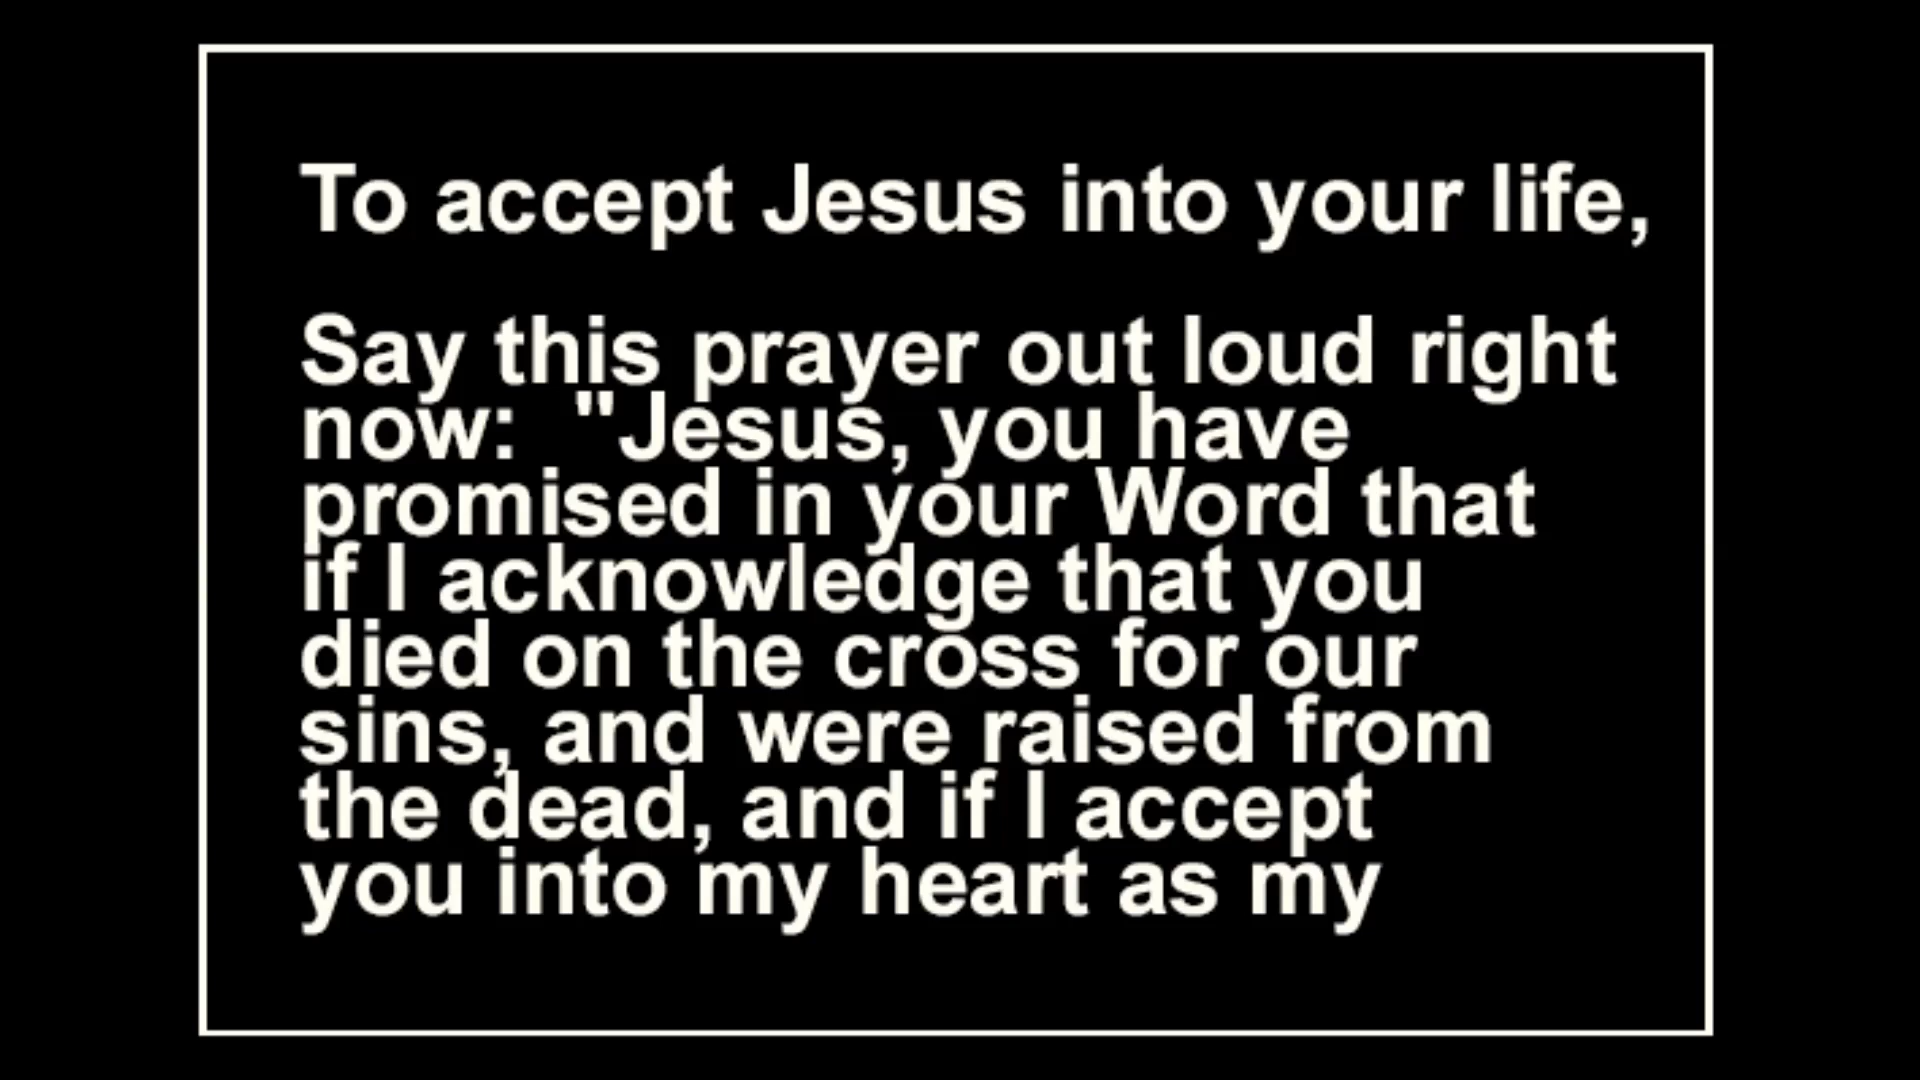 To accept Jesus into your life,
Say this prayer out loud right
now:  "Jesus, you have
promised in your Word that
if I acknowledge that you
died on the cross for our
sins, and were raised from
the dead, and if I accept
you into my heart as my